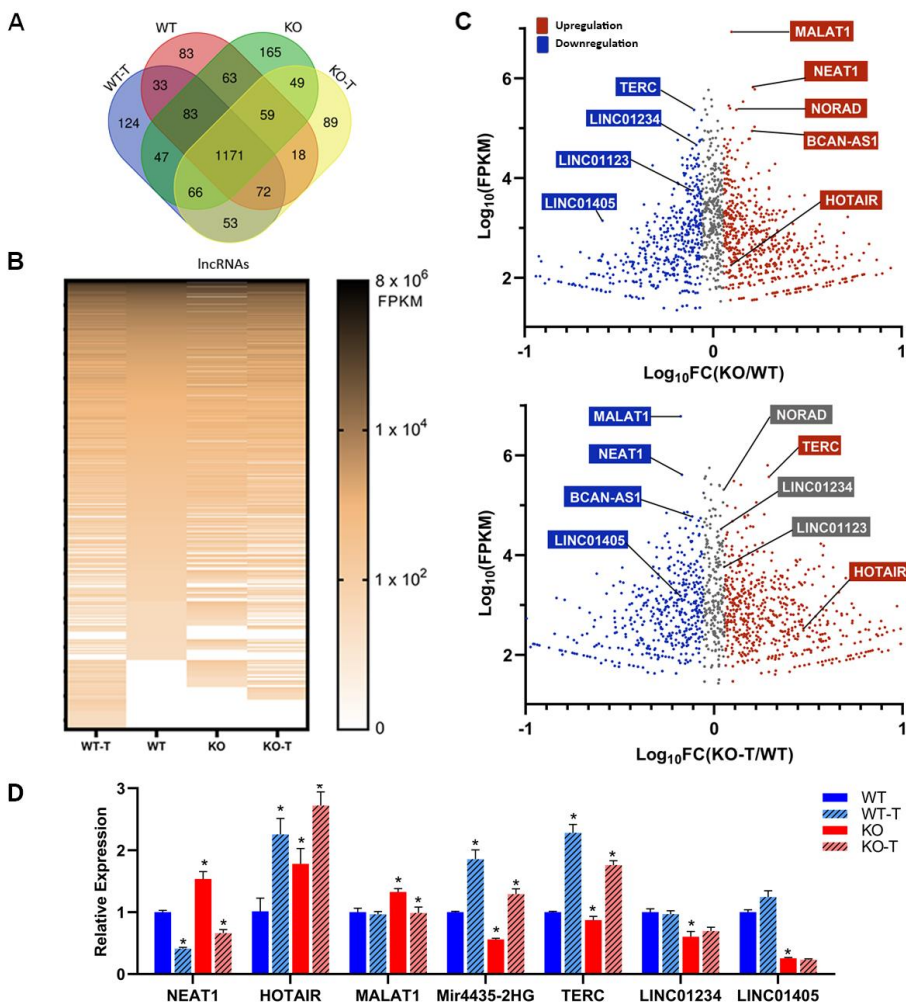 A
WT
KO
WT-T
KO-T
83
165
33
63
49
124
83
59
89
47
1171
18
66
72
53
B
lncRNAs
8 x 10⁶
FPKM
1 x 10⁴
1 x 10²
0
WT-T
WT
KO
KO-T
C
Upregulation
Downregulation
MALAT1
NEAT1
TERC
NORAD
LINC01234
BCAN-AS1
LINC01123
LINC01405
HOTAIR
Log₁₀(FPKM)
6
4
2
-1
0
1
Log₁₀FC(KO/WT)
MALAT1
NORAD
NEAT1
TERC
LINC01234
BCAN-AS1
LINC01123
LINC01405
HOTAIR
Log₁₀(FPKM)
6
4
2
-1
0
1
Log₁₀FC(KO-T/WT)
D
Relative Expression
3
2
1
0
* * * * * * * * * * * * * *
WT
WT-T
KO
KO-T
NEAT1
HOTAIR
MALAT1
Mir4435-2HG
TERC
LINC01234
LINC01405